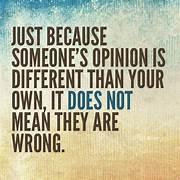 JUST BECAUSE
SOMEONE'S OPINION IS
DIFFERENT THAN YOUR
OWN, IT DOES NOT
MEAN THEY ARE
WRONG.